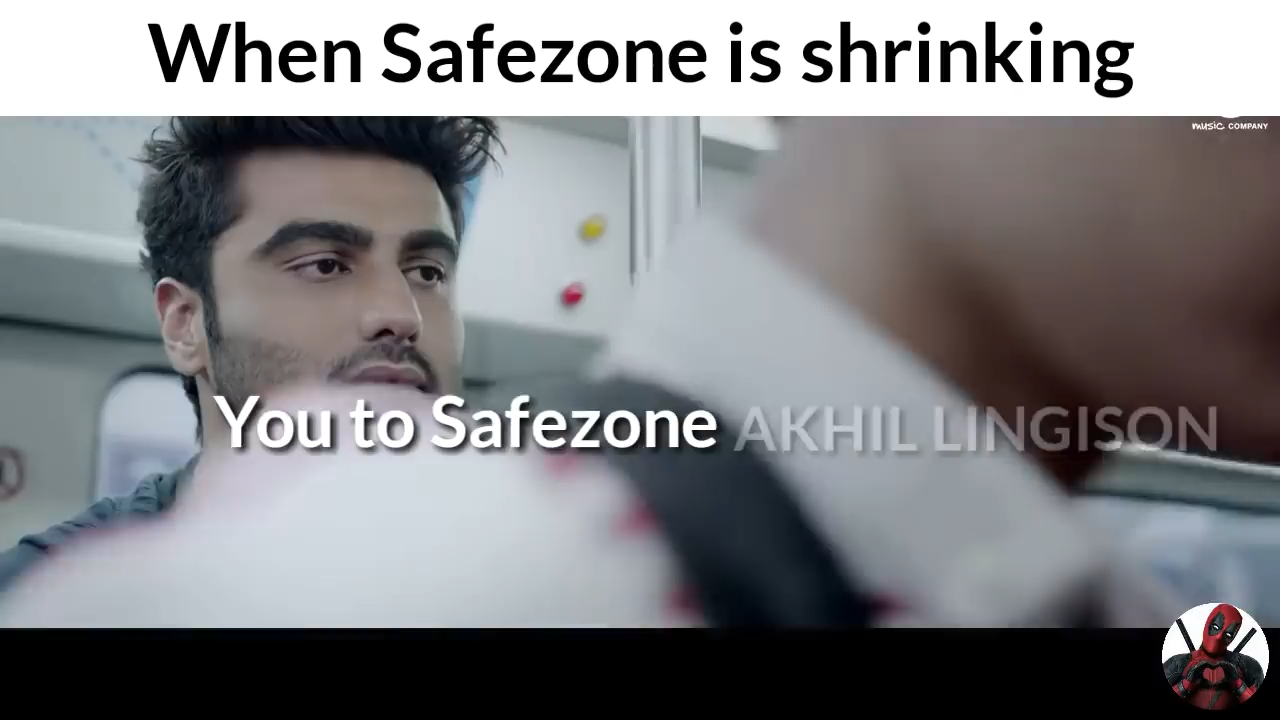 When Safezone is shrinking
music COMPANY
You to Safezone AKHIL LINGISON